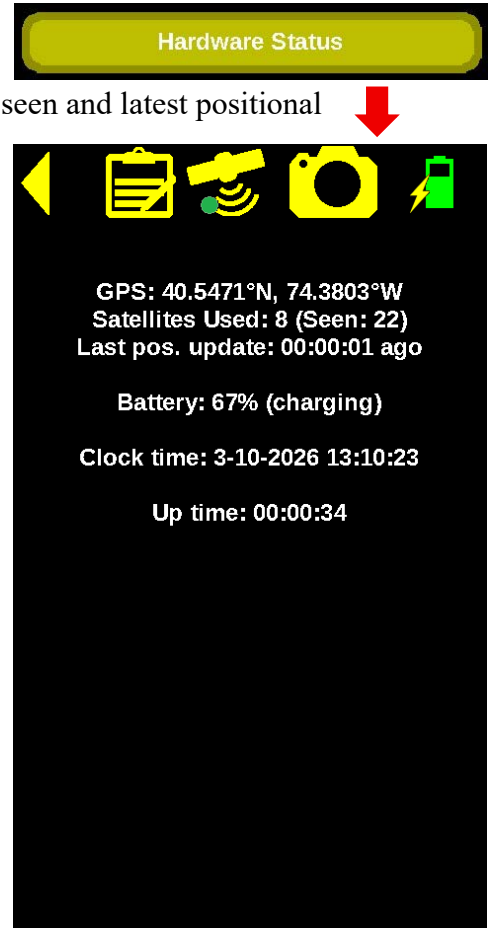 Hardware Status
seen and latest positional
GPS: 40.5471°N, 74.3803°W
Satellites Used: 8 (Seen: 22)
Last pos. update: 00:00:01 ago
Battery: 67% (charging)
Clock time: 3-10-2026 13:10:23
Up time: 00:00:34